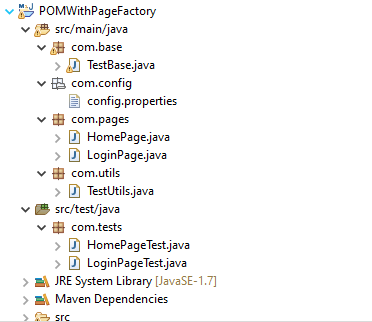 POMWithPageFactory
src/main/java
com.base
TestBase.java
com.config
config.properties
com.pages
HomePage.java
LoginPage.java
com.utils
TestUtils.java
src/test/java
com.tests
HomePageTest.java
LoginPageTest.java
JRE System Library [JavaSE-1.7]
Maven Dependencies
src